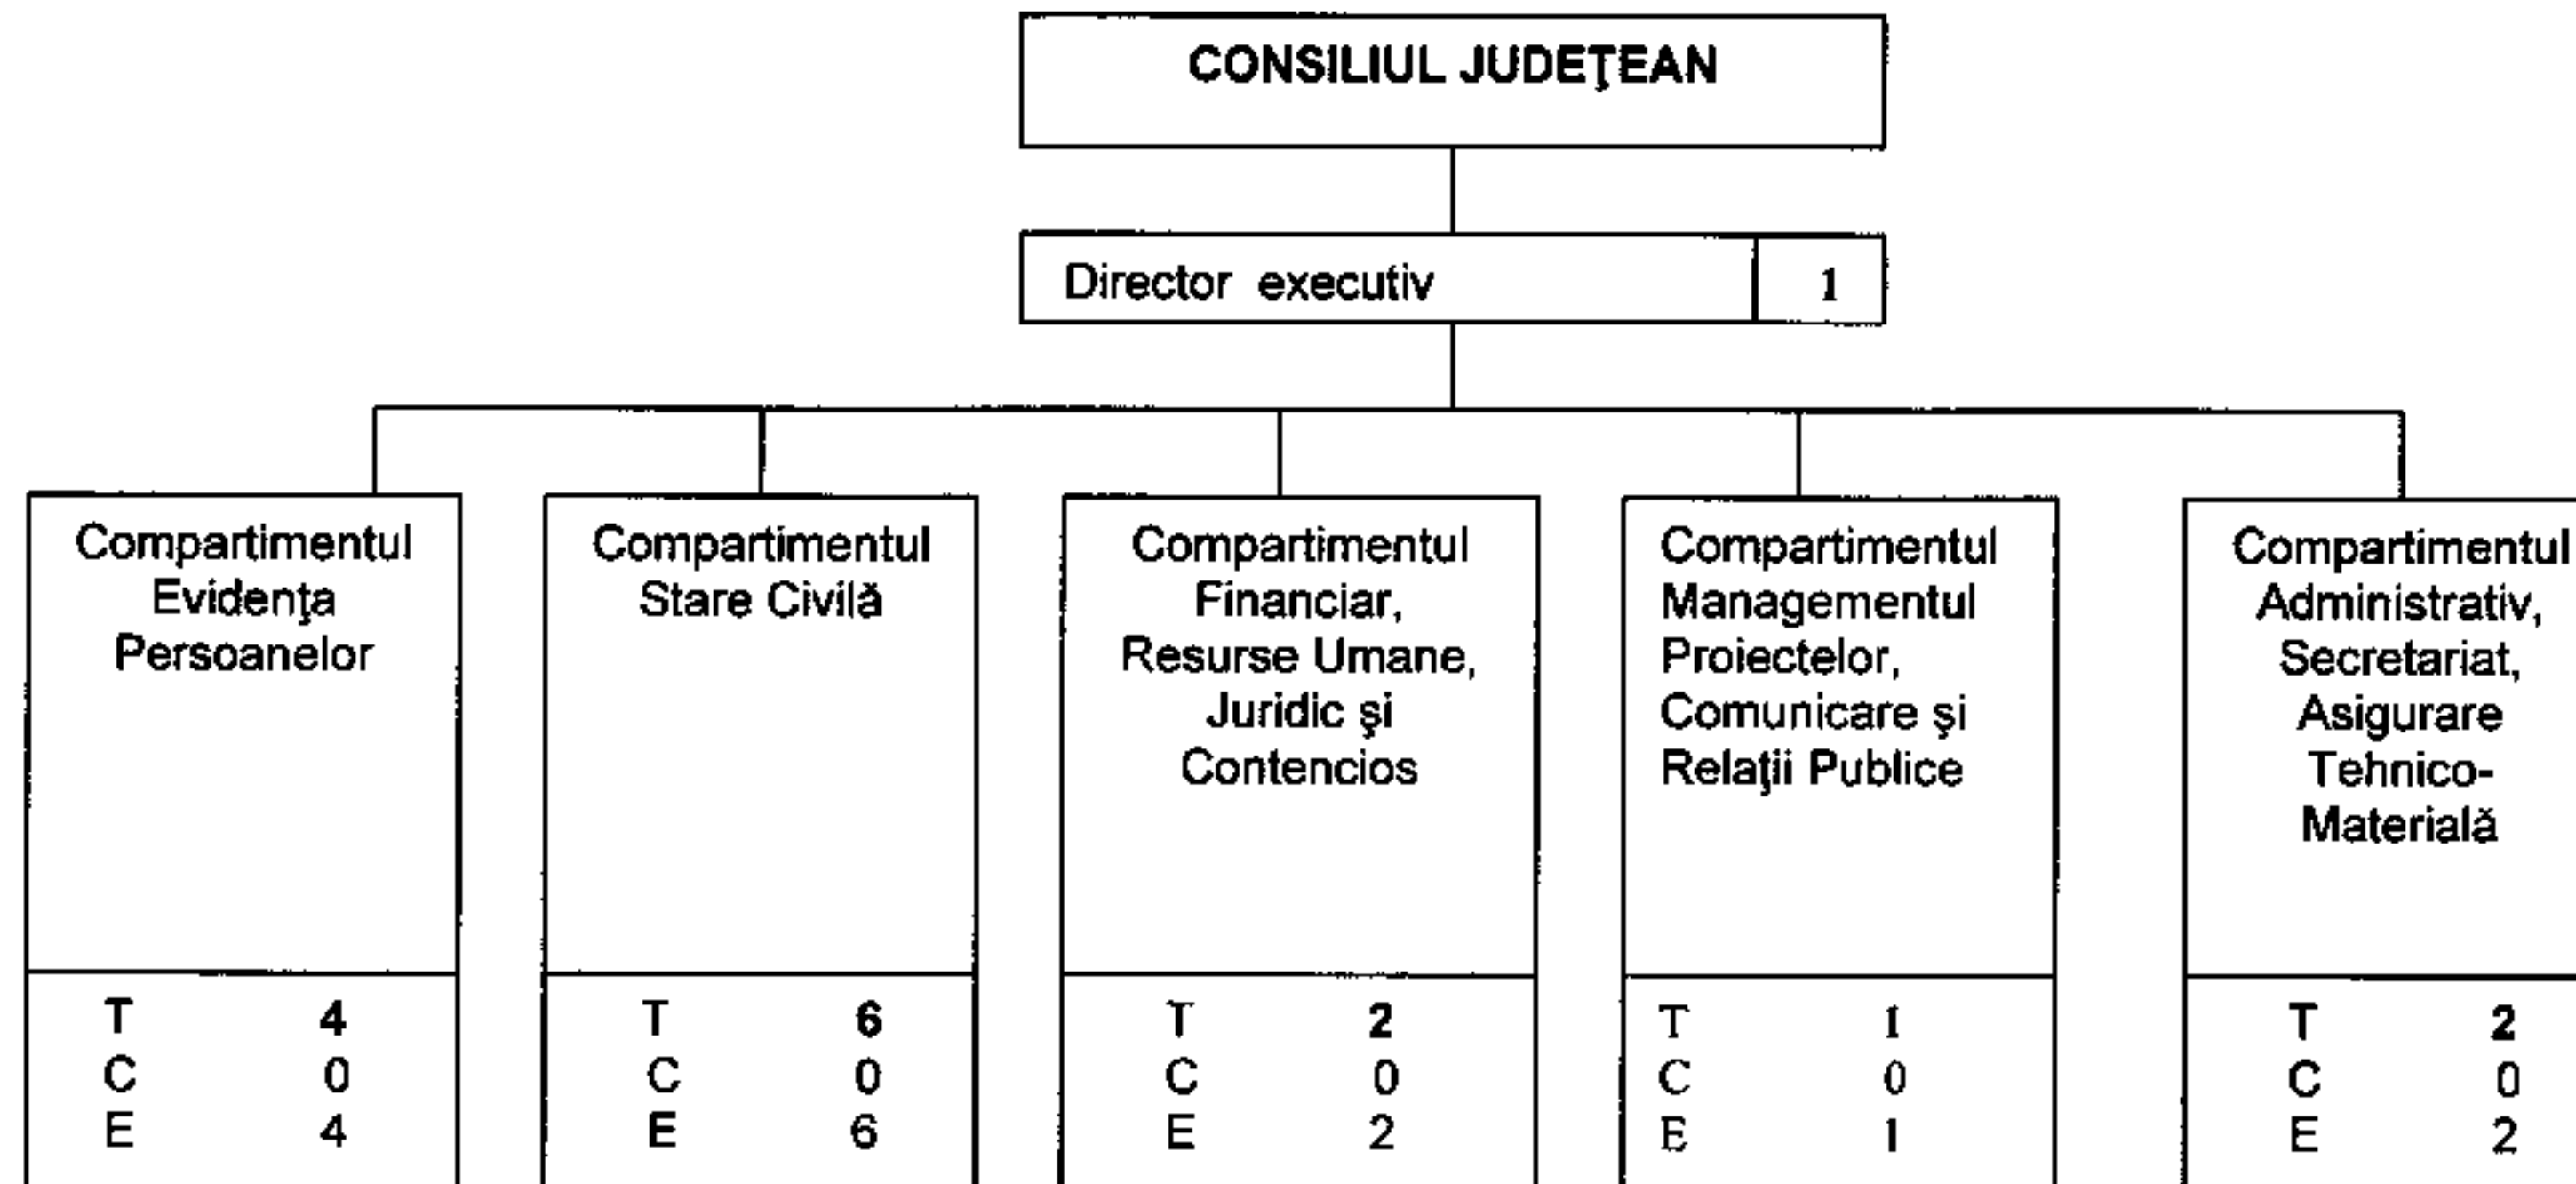 CONSILIUL JUDEŢEAN
Director executiv 1
Compartimentul
Evidenţa
Persoanelor
T 4
C 0
E 4
Compartimentul
Stare Civilă
T 6
C 0
E 6
Compartimentul
Financiar,
Resurse Umane,
Juridic şi
Contencios
T 2
C 0
E 2
Compartimentul
Managementul
Proiectelor,
Comunicare şi
Relaţii Publice
T 1
C 0
E 1
Compartimentul
Administrativ,
Secretariat,
Asigurare
Tehnico-
Materială
T 2
C 0
E 2